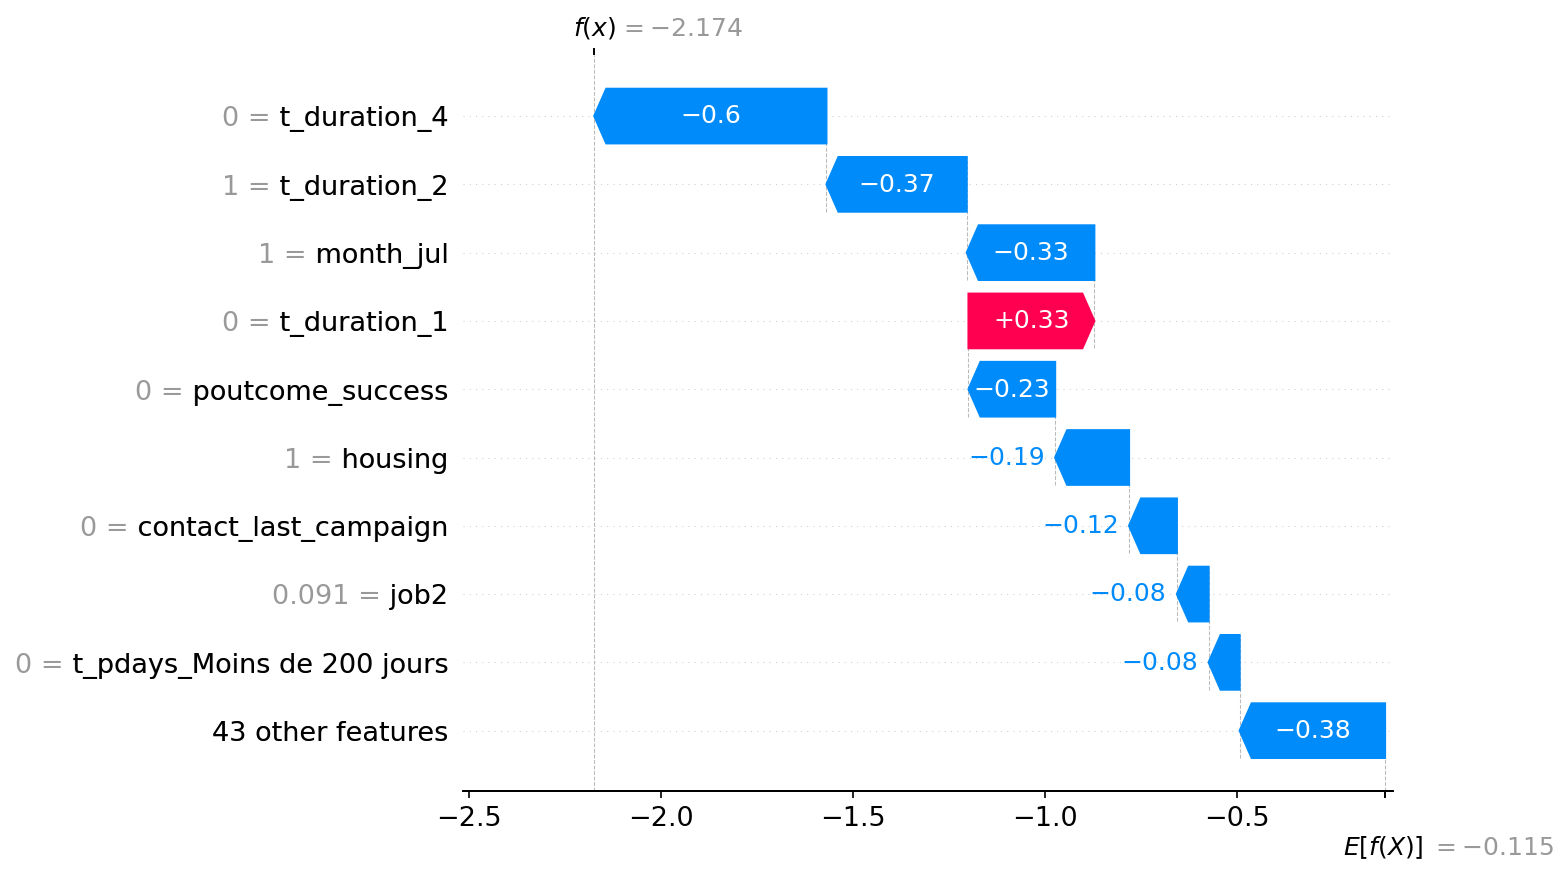 f(x) = −2.174
0 = t_duration_4
−0.6
1 = t_duration_2
−0.37
1 = month_jul
−0.33
0 = t_duration_1
+0.33
0 = poutcome_success
−0.23
1 = housing
−0.19
0 = contact_last_campaign
−0.12
0.091 = job2
−0.08
0 = t_pdays_Moins de 200 jours
−0.08
43 other features
−0.38
−2.5 −2.0 −1.5 −1.0 −0.5
E[f(X)] = −0.115